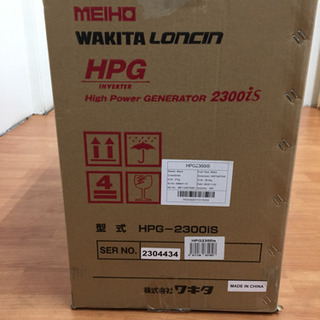 MEIHO
WAKITA LONCIN
HPG
INVERTER
High Power GENERATOR 2300iS
HPG2300IS
4
型式 HPG-2300iS
SER NO. 2304434
HPG2300IS
株式会社 ワキタ
MADE IN CHINA